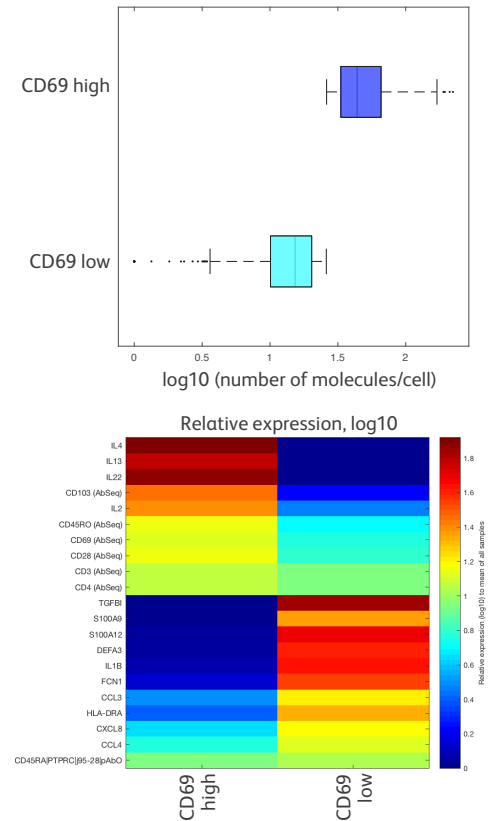 CD69 high
CD69 low
0 0.5 1 1.5 2
log10 (number of molecules/cell)
Relative expression, log10
IL4
IL13
IL22
CD103 (AbSeq)
IL2
CD45RO (AbSeq)
CD69 (AbSeq)
CD28 (AbSeq)
CD3 (AbSeq)
CD4 (AbSeq)
TGFBI
S100A9
S100A12
DEFA3
IL1B
FCN1
CCL3
HLA-DRA
CXCL8
CCL4
CD45RA|PTPRC|j95-28|pAbO
CD69
high
CD69
low
1.8
1.6
1.4
1.2
1
0.8
0.6
0.4
0.2
0
Relative expression (log10) to mean of all samples